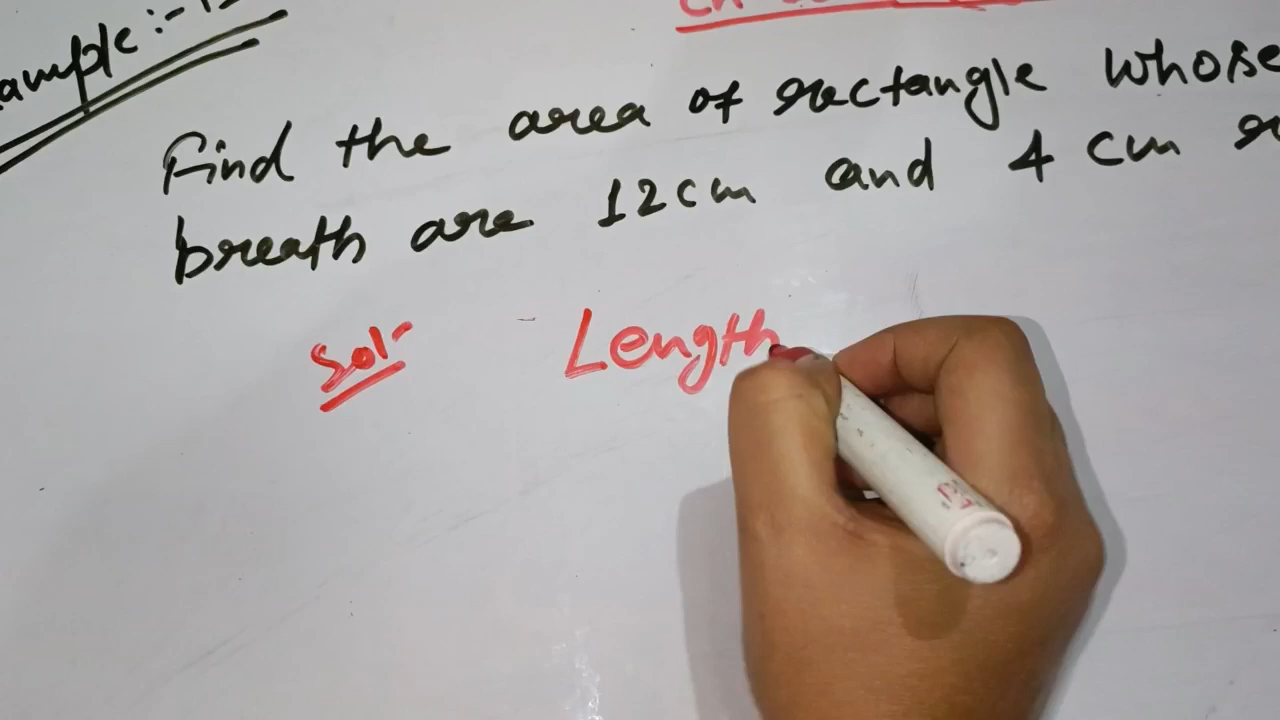 Find the area of rectangle whose
breath are 12cm and 4 cm
Sol:-
Length